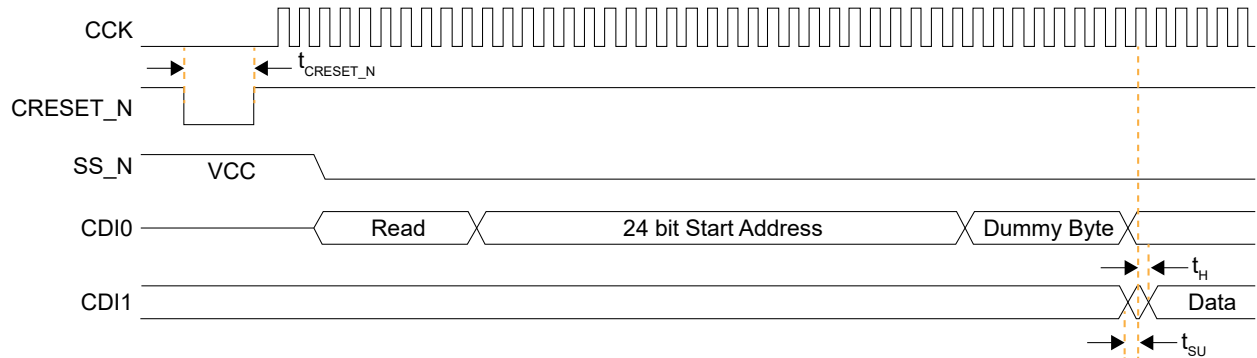 CCK
tCRESET_N
CRESET_N
SS_N VCC
CDI0 Read 24 bit Start Address Dummy Byte
tH
CDI1 Data
tSU